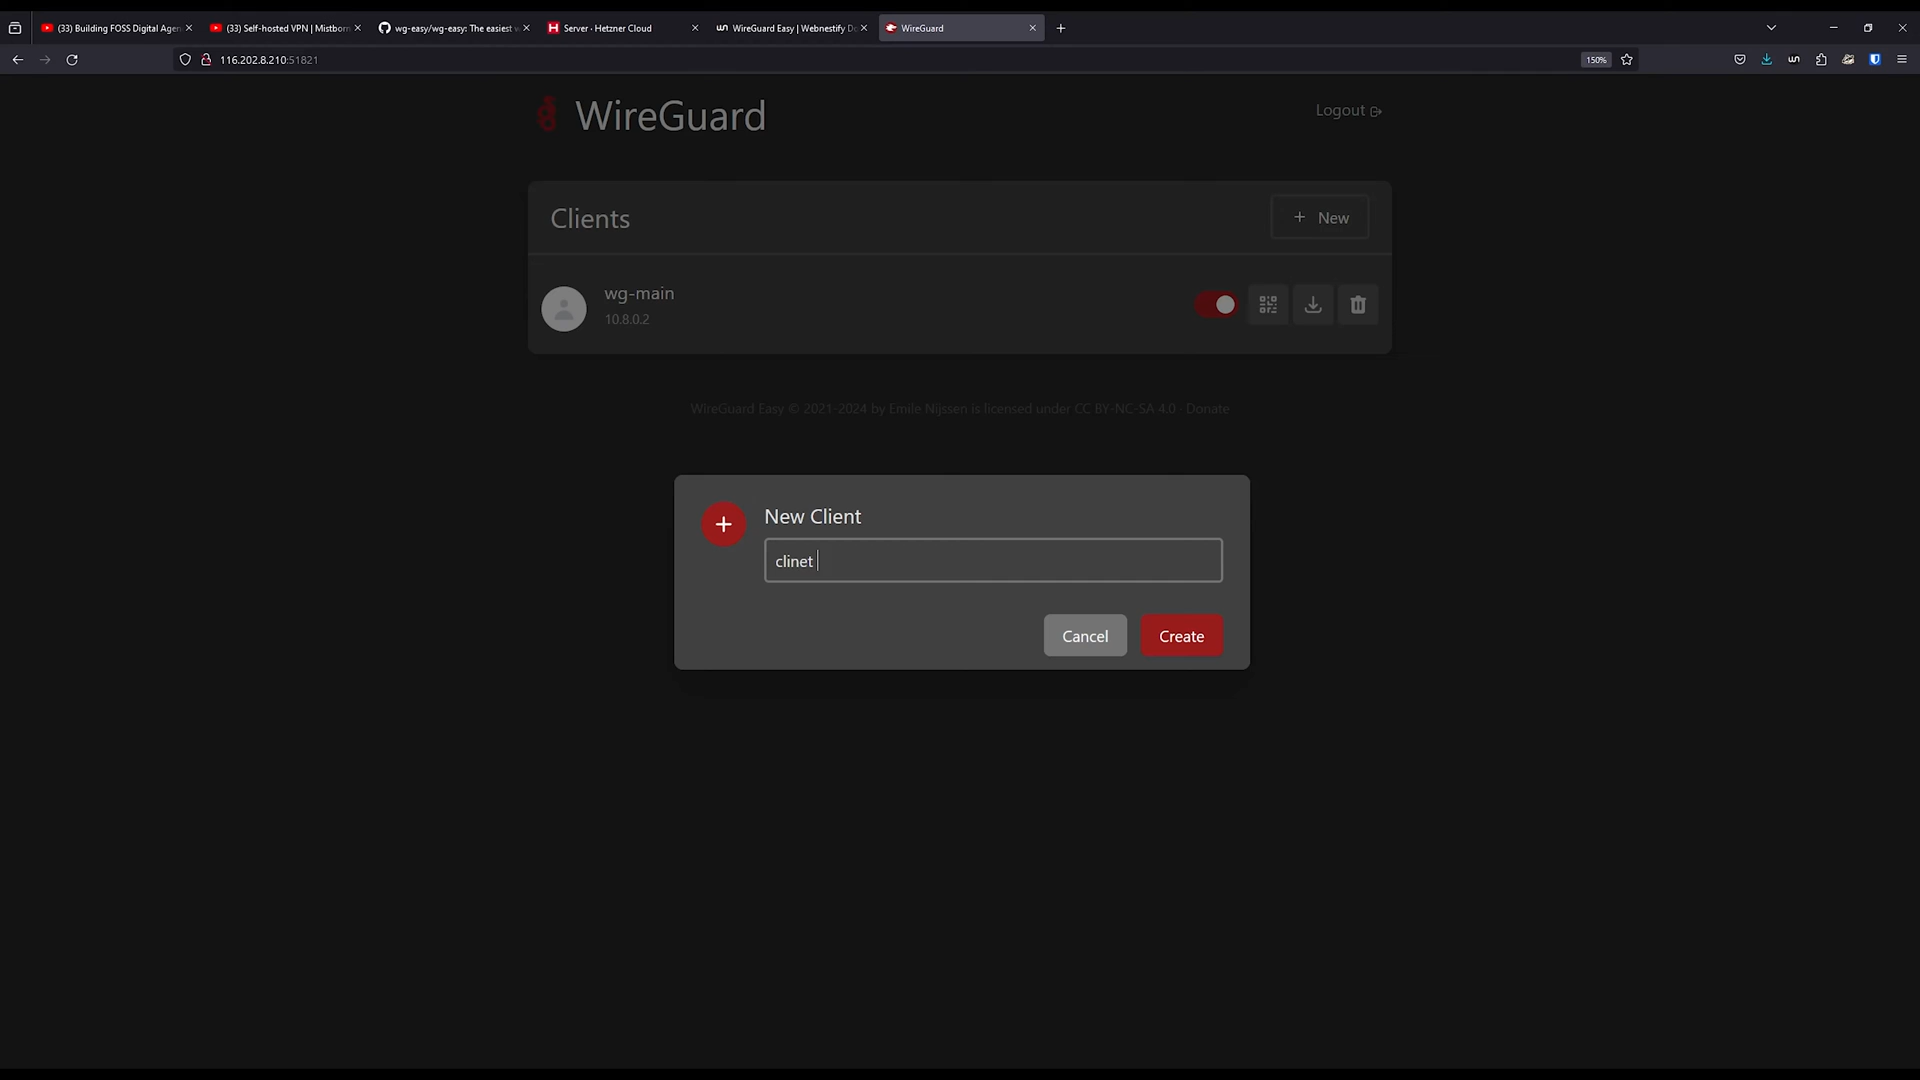 (33) Building FOSS Digital Agen
(33) Self-hosted VPN | Mistborn
wg-easy/wg-easy: The easiest w
Server · Hetzner Cloud
WireGuard Easy | Webnestify Do
WireGuard
116.202.8.210:51821
150%
WireGuard
Logout
Clients
New
wg-main
10.8.0.2
WireGuard Easy © 2021-2024 by Emile Nijssen is licensed under CC BY-NC-SA 4.0 · Donate
New Client
clinet
Cancel
Create